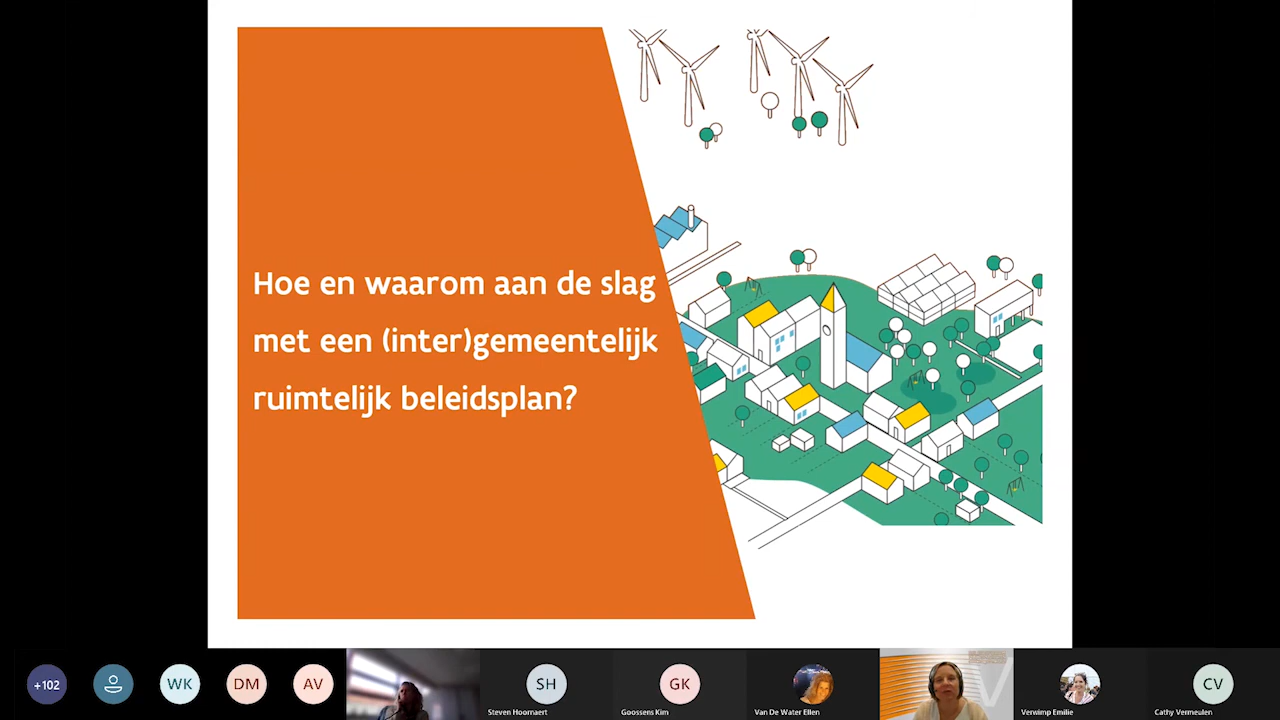 Hoe en waarom aan de slag
met een (inter)gemeentelijk
ruimtelijk beleidsplan?
+102
WK
DM
AV
SH
GK
CV
Steven Hoornaert
Goossens Kim
Van De Water Ellen
Verwimp Emilie
Cathy Vermeulen